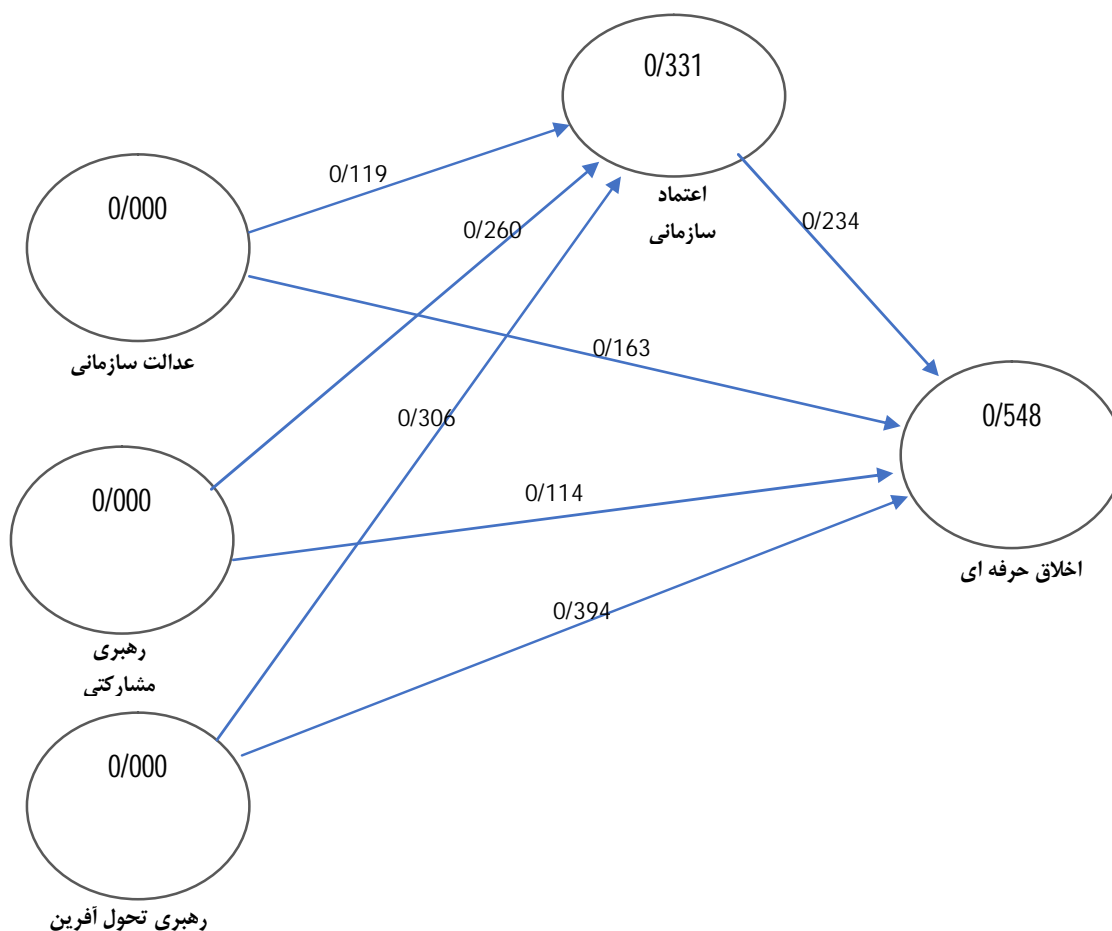 0/331
0/119
0/000
اعتماد
سازمانی
0/260
0/234
0/163
عدالت سازمانی
0/306
0/548
0/000
0/114
اخلاق حرفه ای
0/394
رهبری
مشارکتی
0/000
رهبری تحول آفرین